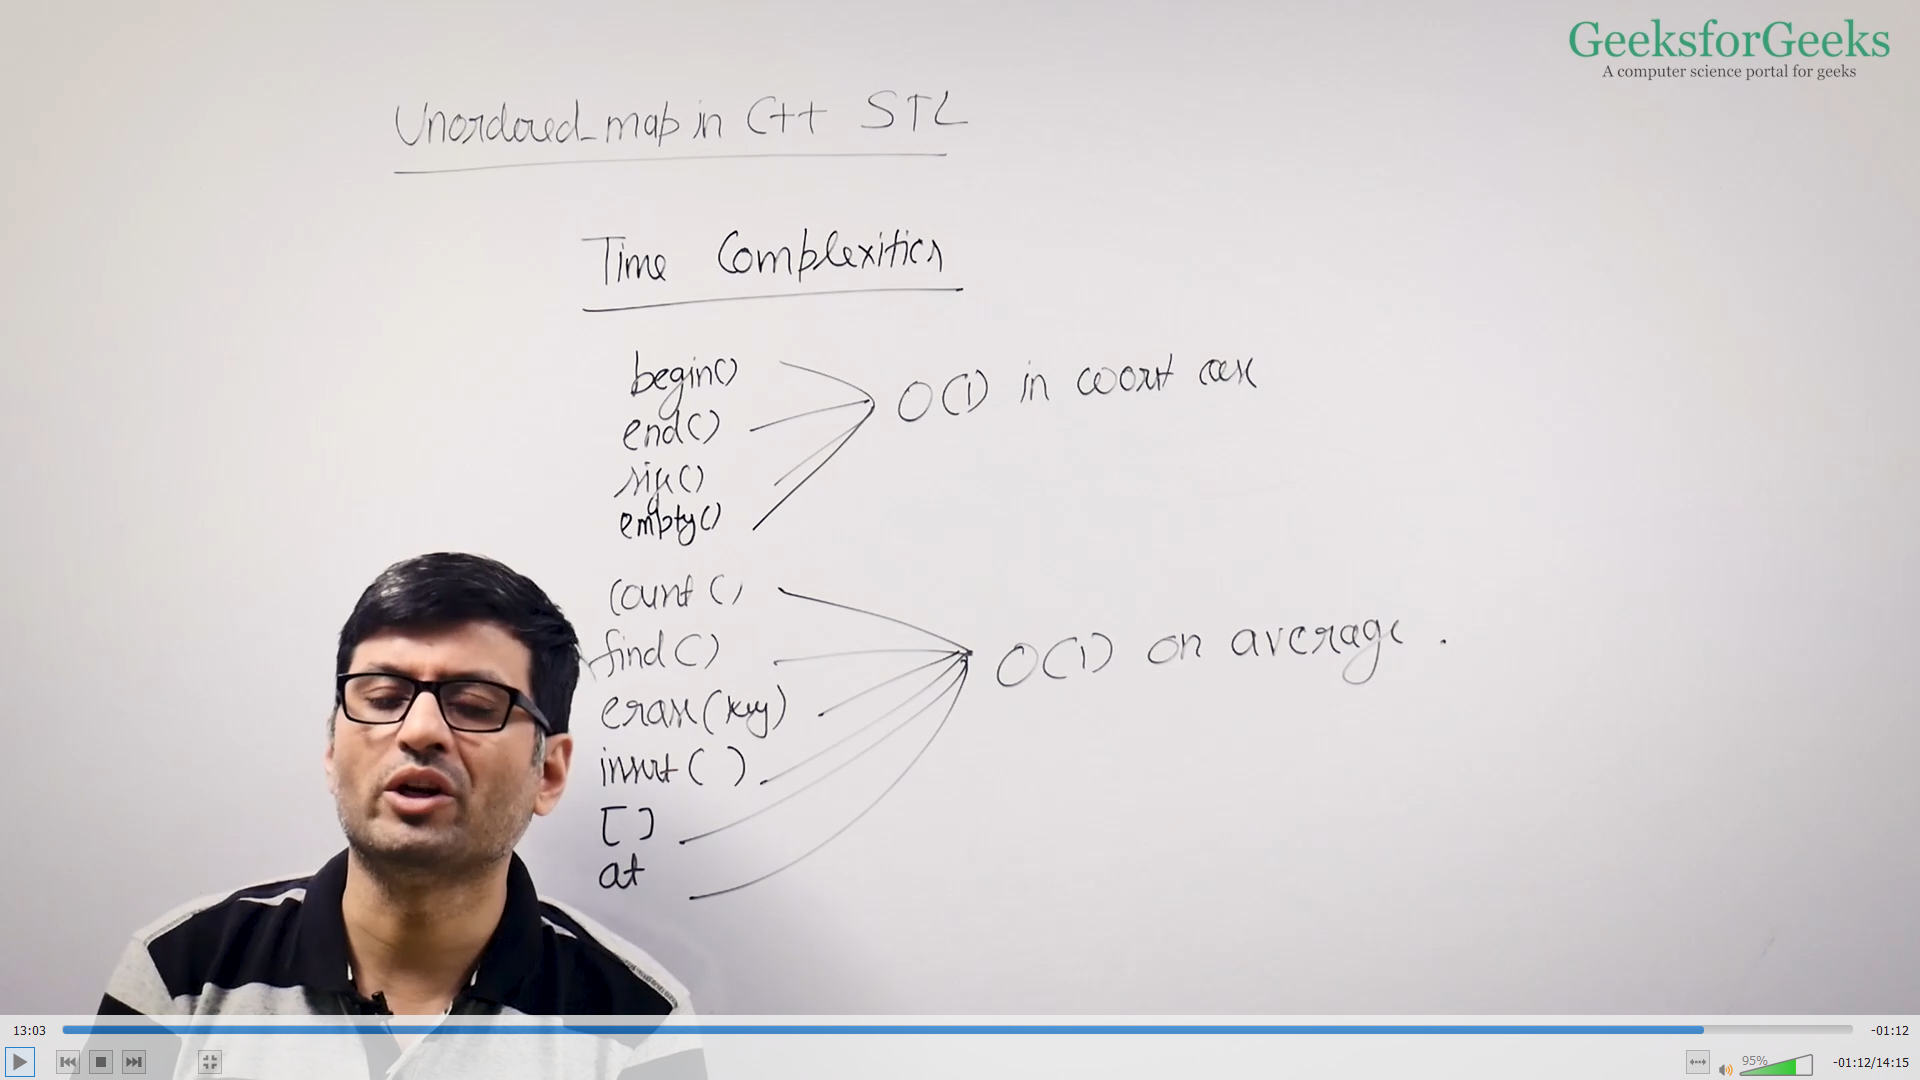 GeeksforGeeks
A computer science portal for geeks
Unordered_map in C++ STL
Time Complexities
begin()
end()
O(1) in worst case
size()
empty()
count()
find()
O(1) on average.
erase(key)
insert( )
[ ]
at
13:03
-01:12
95%
-01:12/14:15